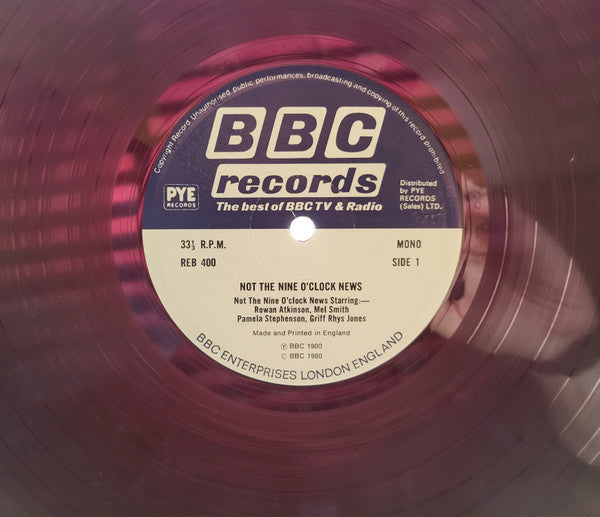 Copyright Record. Unauthorised public performances, broadcasting and copying of this record prohibited
BBC
records
The best of BBC TV & Radio
PYE
RECORDS
Distributed
by PYE
RECORDS
(Sales) LTD.
33⅓ R.P.M.
MONO
REB 400
SIDE 1
NOT THE NINE O'CLOCK NEWS
Not The Nine O'clock News Starring:—
Rowan Atkinson, Mel Smith
Pamela Stephenson, Griff Rhys Jones
Made and Printed in England
℗ BBC 1980
© BBC 1980
BBC ENTERPRISES LONDON ENGLAND